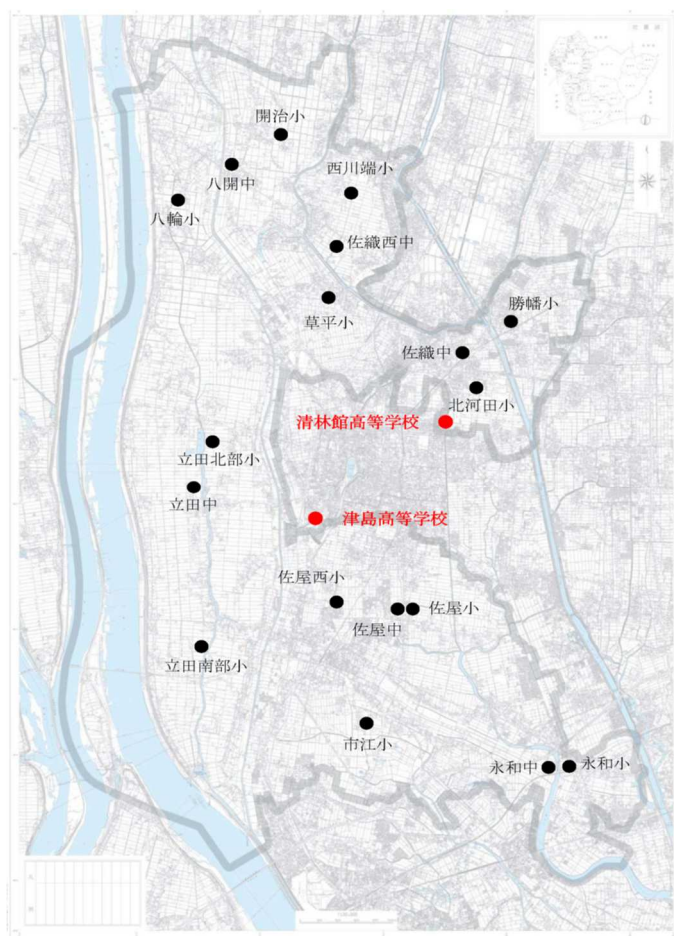 開治小
八開中
西川端小
八輪小
佐織西中
勝幡小
草平小
佐織中
北河田小
清林館高等学校
立田北部小
立田中
津島高等学校
佐屋西小
佐屋小
佐屋中
立田南部小
市江小
永和中
永和小